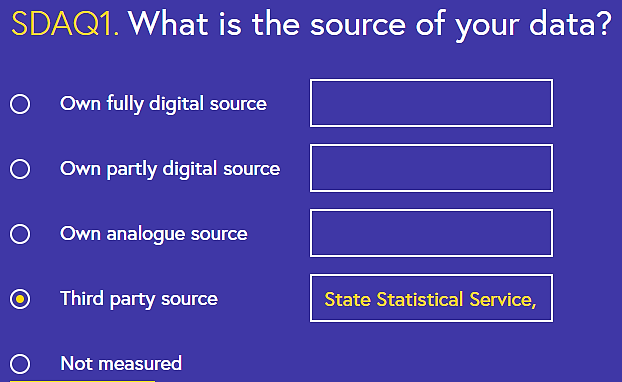 SDAQ1. What is the source of your data?
Own fully digital source
Own partly digital source
Own analogue source
Third party source State Statistical Service,
Not measured